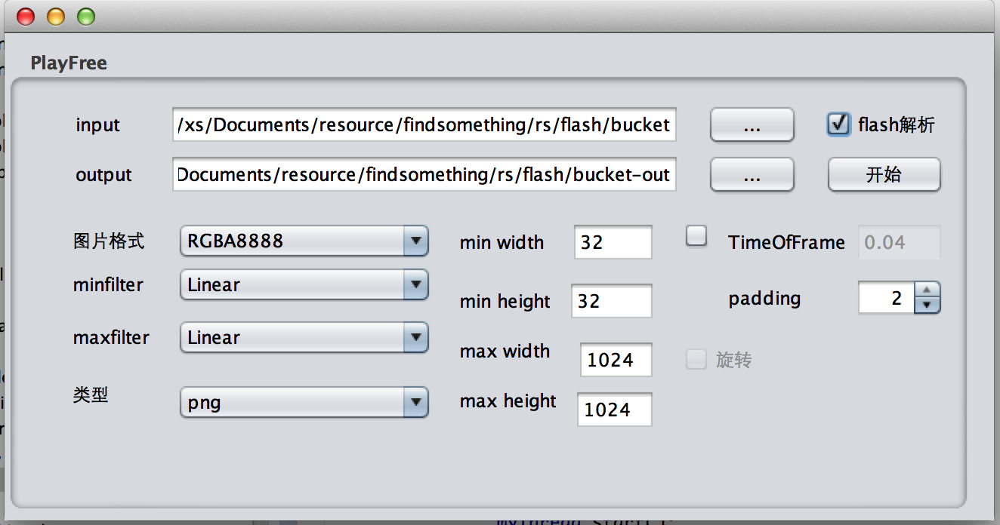 PlayFree
input /xs/Documents/resource/findsomething/rs/flash/bucket ... flash解析
output Documents/resource/findsomething/rs/flash/bucket-out ... 开始
图片格式 RGBA8888 min width 32 TimeOfFrame 0.04
minfilter Linear min height 32 padding 2
maxfilter Linear max width 1024 旋转
类型 png max height 1024